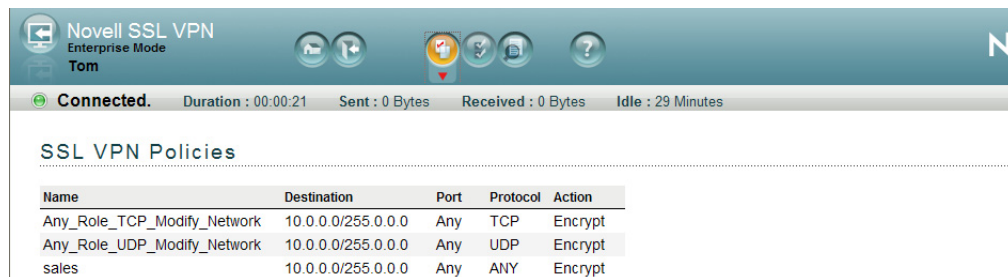 Novell SSL VPN
Enterprise Mode
Tom
?
N
Connected. Duration : 00:00:21 Sent : 0 Bytes Received : 0 Bytes Idle : 29 Minutes
SSL VPN Policies
Name Destination Port Protocol Action
Any_Role_TCP_Modify_Network 10.0.0.0/255.0.0.0 Any TCP Encrypt
Any_Role_UDP_Modify_Network 10.0.0.0/255.0.0.0 Any UDP Encrypt
sales 10.0.0.0/255.0.0.0 Any ANY Encrypt